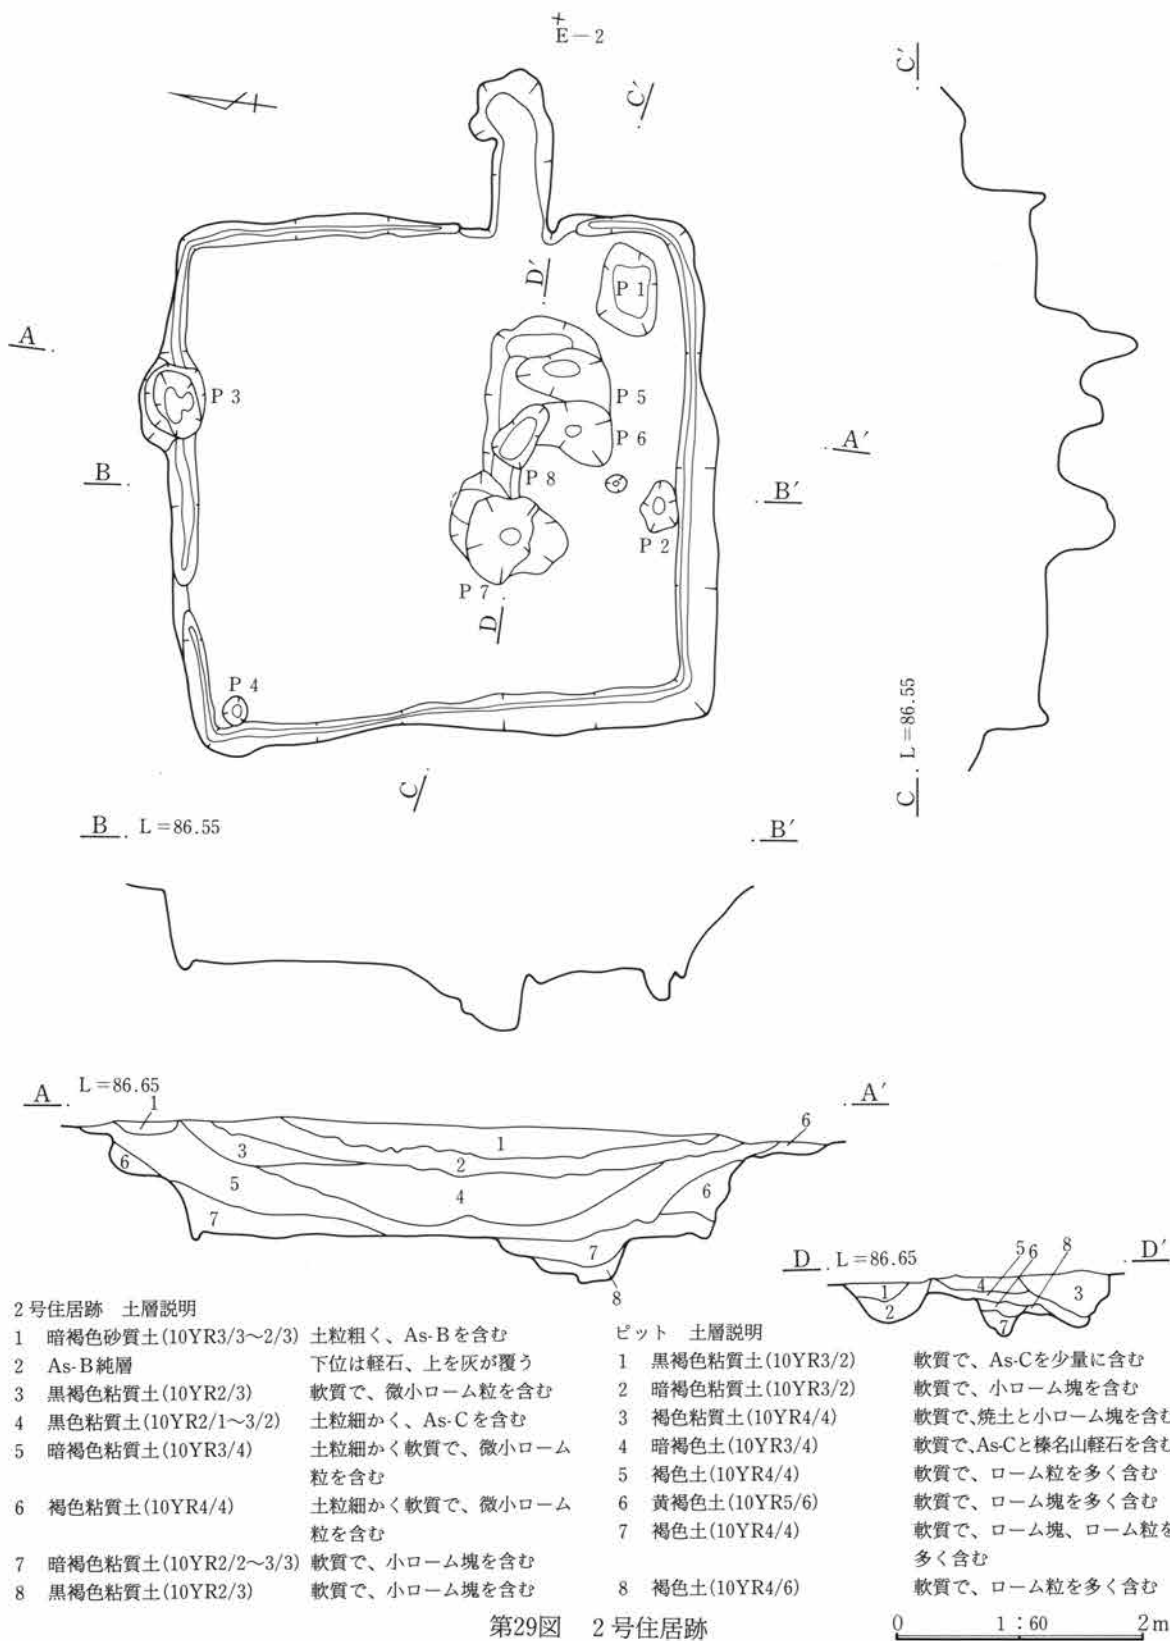 E－2
C′
C′
P 1
D′
A
P 3
P 5
P 6
A′
B
P 8
B′
P 2
P 7
D
P 4
C
C . L=86.55
B . L=86.55
B′
A . L=86.65
A′
1
6
1
2
3
4
5
6
6
7
7
8
D . L=86.65
D′
5 6 8
1
2
4
3
7
2号住居跡　土層説明
1　暗褐色砂質土(10YR3/3～2/3)　土粒粗く、As-Bを含む
2　As-B純層　下位は軽石、上を灰が覆う
3　黒褐色粘質土(10YR2/3)　軟質で、微小ローム粒を含む
4　黒色粘質土(10YR2/1～3/2)　土粒細かく、As-Cを含む
5　暗褐色粘質土(10YR3/4)　土粒細かく軟質で、微小ローム
粒を含む
6　褐色粘質土(10YR4/4)　土粒細かく軟質で、微小ローム
粒を含む
7　暗褐色粘質土(10YR2/2～3/3)　軟質で、小ローム塊を含む
8　黒褐色粘質土(10YR2/3)　軟質で、小ローム塊を含む
ピット　土層説明
1　黒褐色粘質土(10YR3/2)　軟質で、As-Cを少量に含む
2　暗褐色粘質土(10YR3/2)　軟質で、小ローム塊を含む
3　褐色粘質土(10YR4/4)　軟質で、焼土と小ローム塊を含む
4　暗褐色土(10YR3/4)　軟質で、As-Cと榛名山軽石を含む
5　褐色土(10YR4/4)　軟質で、ローム粒を多く含む
6　黄褐色土(10YR5/6)　軟質で、ローム塊を多く含む
7　褐色土(10YR4/4)　軟質で、ローム塊、ローム粒を
多く含む
8　褐色土(10YR4/6)　軟質で、ローム粒を多く含む
第29図　2号住居跡
0　1：60　2m